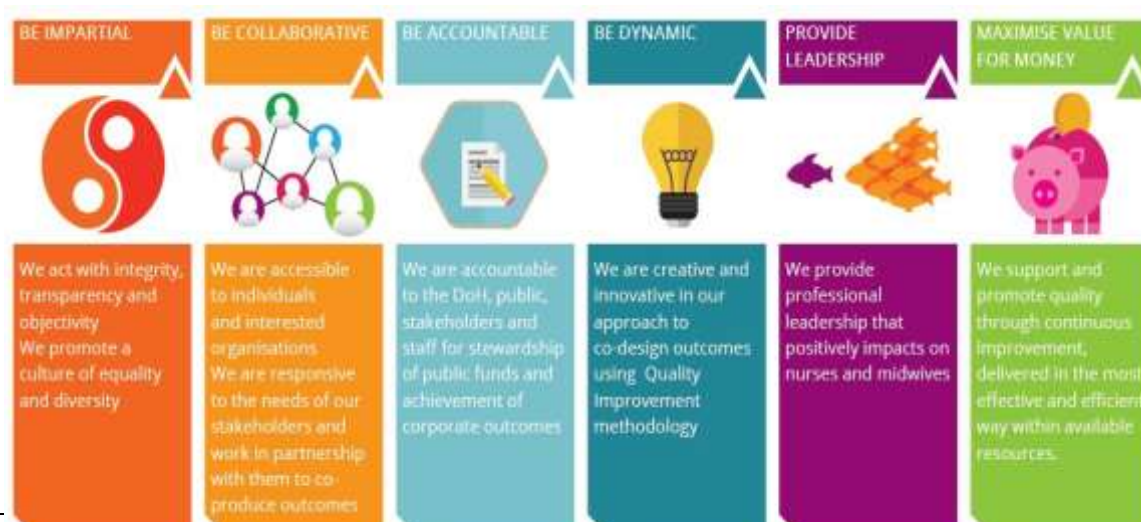 BE IMPARTIAL
We act with integrity,
transparency and
objectivity
We promote a
culture of equality
and diversity
BE COLLABORATIVE
We are accessible
to individuals
and interested
organisations
We are responsive
to the needs of our
stakeholders and
work in partnership
with them to co-
produce outcomes
BE ACCOUNTABLE
We are accountable
to the DoH, public,
stakeholders and
staff for stewardship
of public funds and
achievement of
corporate outcomes
BE DYNAMIC
We are creative and
innovative in our
approach to
co-design outcomes
using Quality
Improvement
methodology
PROVIDE
LEADERSHIP
We provide
professional
leadership that
positively impacts on
nurses and midwives
MAXIMISE VALUE
FOR MONEY
We support and
promote quality
through continuous
improvement,
delivered in the most
effective and efficient
way within available
resources.